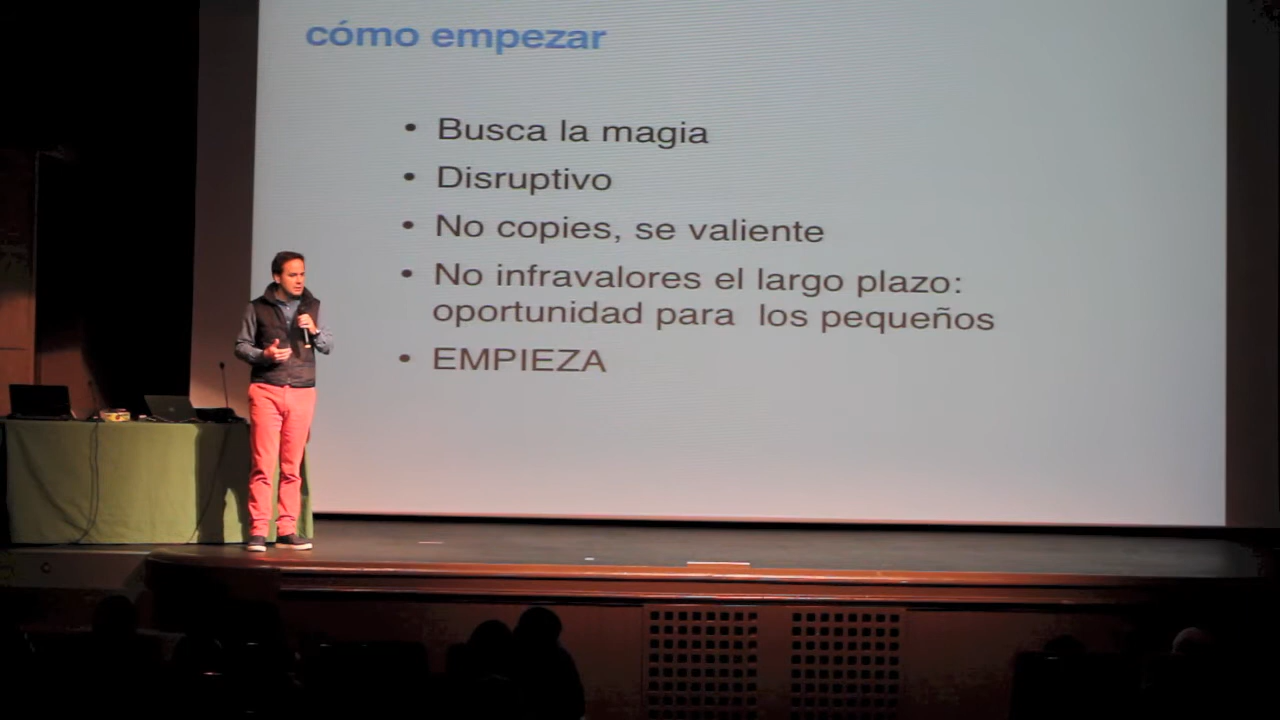 cómo empezar
• Busca la magia
• Disruptivo
• No copies, se valiente
• No infravalores el largo plazo:
oportunidad para los pequeños
• EMPIEZA